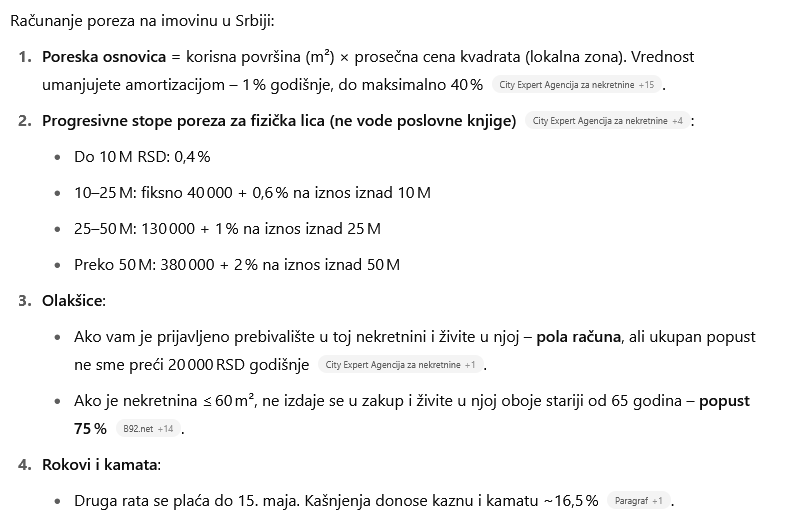 Računanje poreza na imovinu u Srbiji:
1. Poreska osnovica = korisna površina (m²) × prosečna cena kvadrata (lokalna zona). Vrednost
umanjujete amortizacijom – 1 % godišnje, do maksimalno 40 % City Expert Agencija za nekretnine +15 .
2. Progresivne stope poreza za fizička lica (ne vode poslovne knjige) City Expert Agencija za nekretnine +4 :
• Do 10 M RSD: 0,4 %
• 10–25 M: fiksno 40 000 + 0,6 % na iznos iznad 10 M
• 25–50 M: 130 000 + 1 % na iznos iznad 25 M
• Preko 50 M: 380 000 + 2 % na iznos iznad 50 M
3. Olakšice:
• Ako vam je prijavljeno prebivalište u toj nekretnini i živite u njoj – pola računa, ali ukupan popust
ne sme preći 20 000 RSD godišnje City Expert Agencija za nekretnine +1 .
• Ako je nekretnina ≤ 60 m², ne izdaje se u zakup i živite u njoj oboje stariji od 65 godina – popust
75 % B92.net +14 .
4. Rokovi i kamata:
• Druga rata se plaća do 15. maja. Kašnjenja donose kaznu i kamatu ~16,5 % Paragraf +1 .